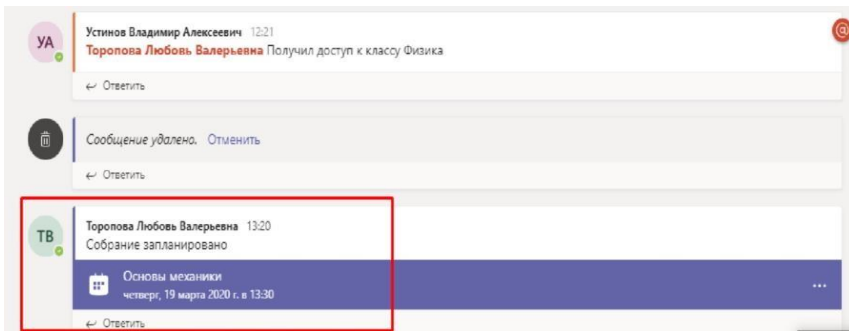 УА
Устинов Владимир Алексеевич 12:21
Торопова Любовь Валерьевна Получил доступ к классу Физика
@
Ответить
Сообщение удалено. Отменить
Ответить
ТВ
Торопова Любовь Валерьевна 13:20
Собрание запланировано
Основы механики
четверг, 19 марта 2020 г. в 13:30
...
Ответить